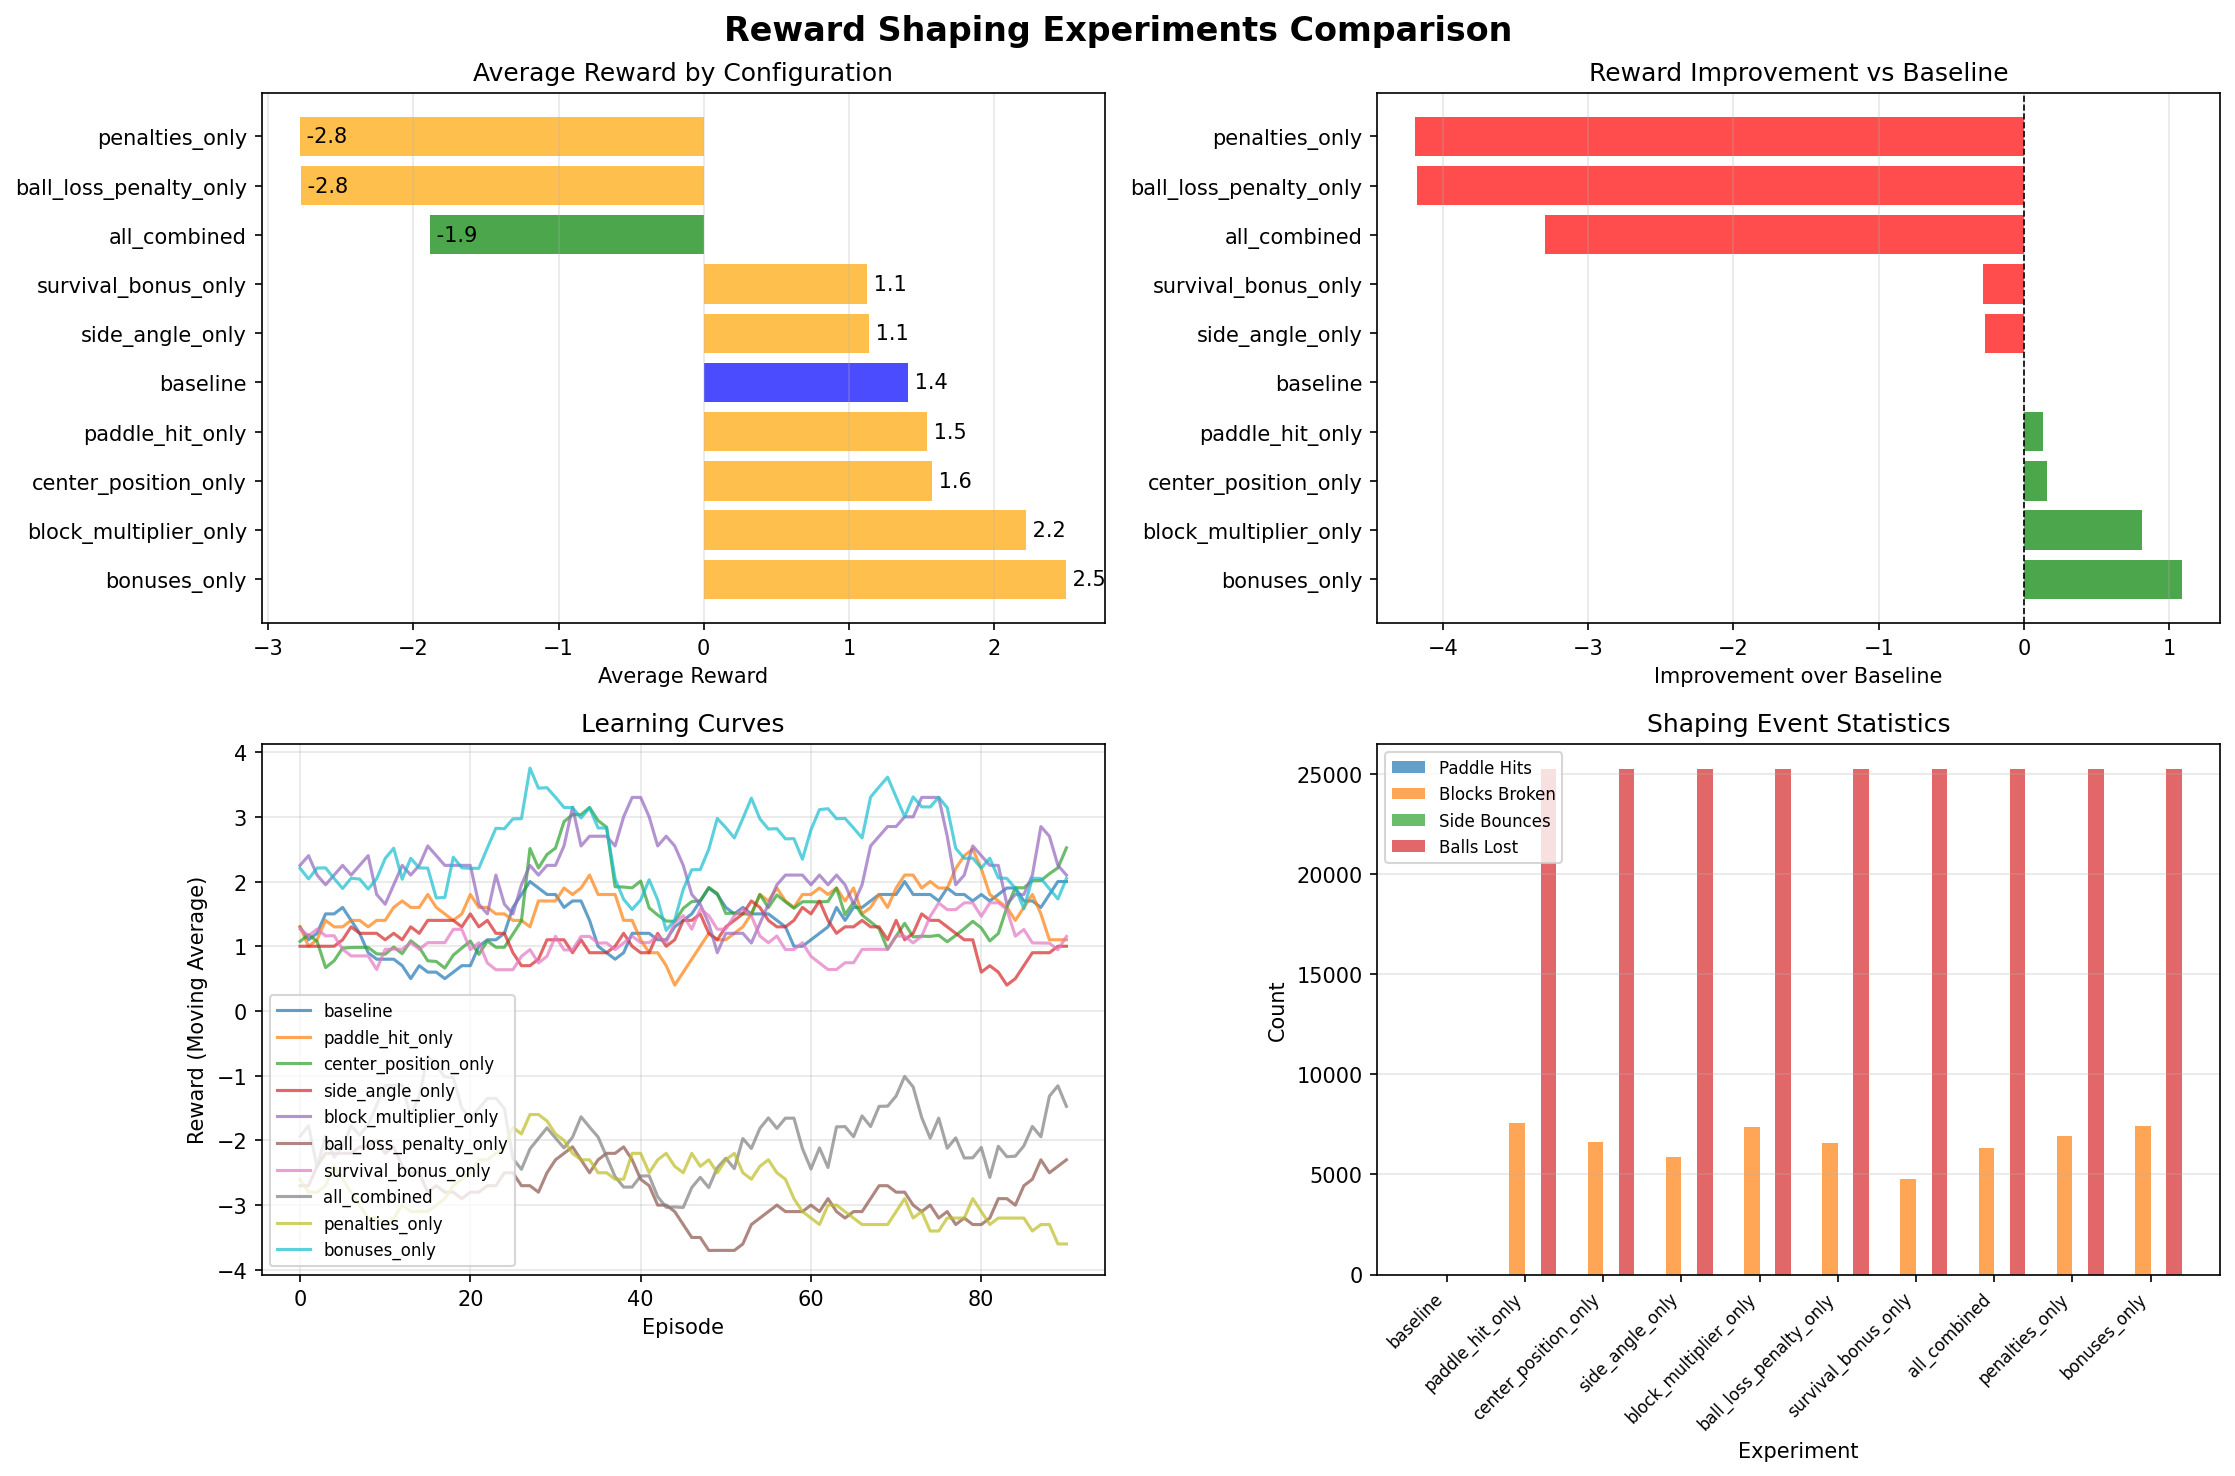 Reward Shaping Experiments Comparison
Average Reward by Configuration
penalties_only
ball_loss_penalty_only
all_combined
survival_bonus_only
side_angle_only
baseline
paddle_hit_only
center_position_only
block_multiplier_only
bonuses_only
-2.8
-2.8
-1.9
1.1
1.1
1.4
1.5
1.6
2.2
2.5
−3 −2 −1 0 1 2
Average Reward
Reward Improvement vs Baseline
penalties_only
ball_loss_penalty_only
all_combined
survival_bonus_only
side_angle_only
baseline
paddle_hit_only
center_position_only
block_multiplier_only
bonuses_only
−4 −3 −2 −1 0 1
Improvement over Baseline
Learning Curves
Reward (Moving Average)
4
3
2
1
0
−1
−2
−3
−4
baseline
paddle_hit_only
center_position_only
side_angle_only
block_multiplier_only
ball_loss_penalty_only
survival_bonus_only
all_combined
penalties_only
bonuses_only
0 20 40 60 80
Episode
Shaping Event Statistics
Count
25000
20000
15000
10000
5000
0
Paddle Hits
Blocks Broken
Side Bounces
Balls Lost
baseline
paddle_hit_only
center_position_only
side_angle_only
block_multiplier_only
ball_loss_penalty_only
survival_bonus_only
all_combined
penalties_only
bonuses_only
Experiment